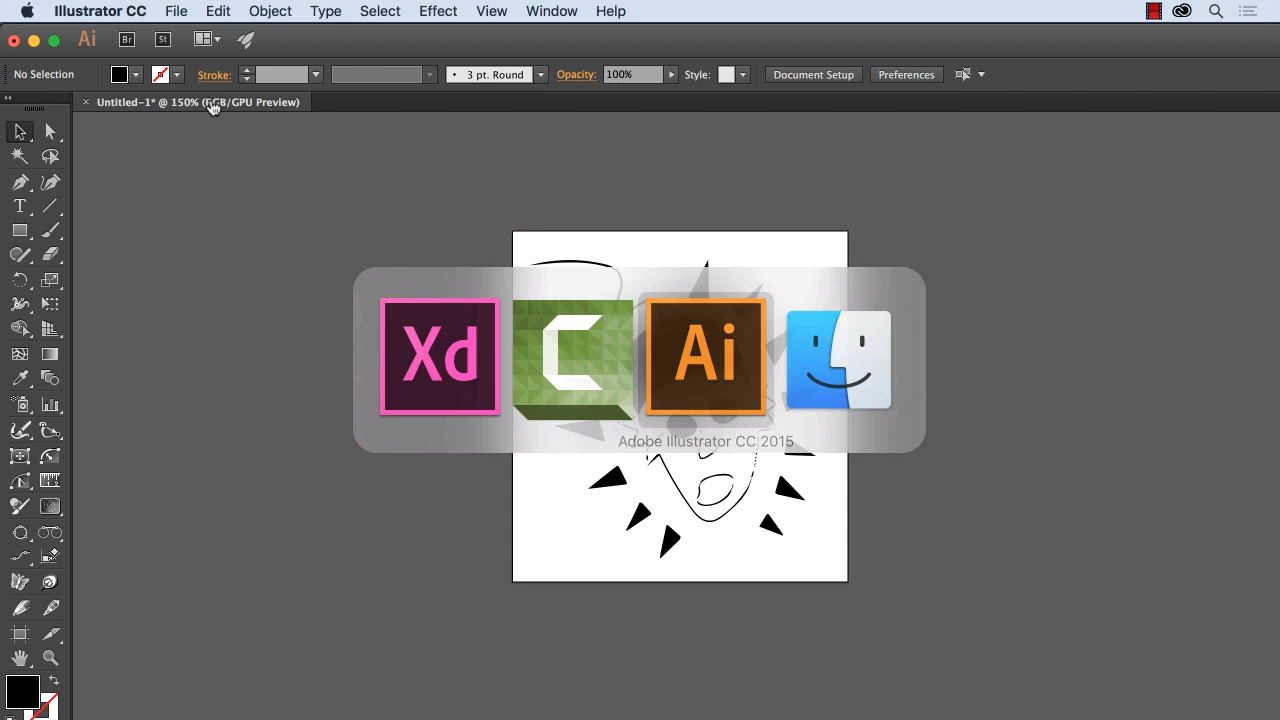 Illustrator CC File Edit Object Type Select Effect View Window Help
Ai Br St
No Selection Stroke: 3 pt. Round Opacity: 100% Style: Document Setup Preferences
Untitled-1* @ 150% (RGB/GPU Preview)
T
Xd C Ai
Adobe Illustrator CC 2015